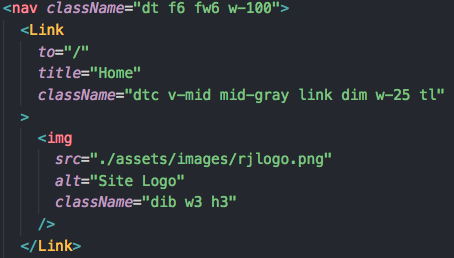 <nav className="dt f6 fw6 w-100">
<Link
to="/"
title="Home"
className="dtc v-mid mid-gray link dim w-25 tl"
>
<img
src="./assets/images/rjlogo.png"
alt="Site Logo"
className="dib w3 h3"
/>
</Link>